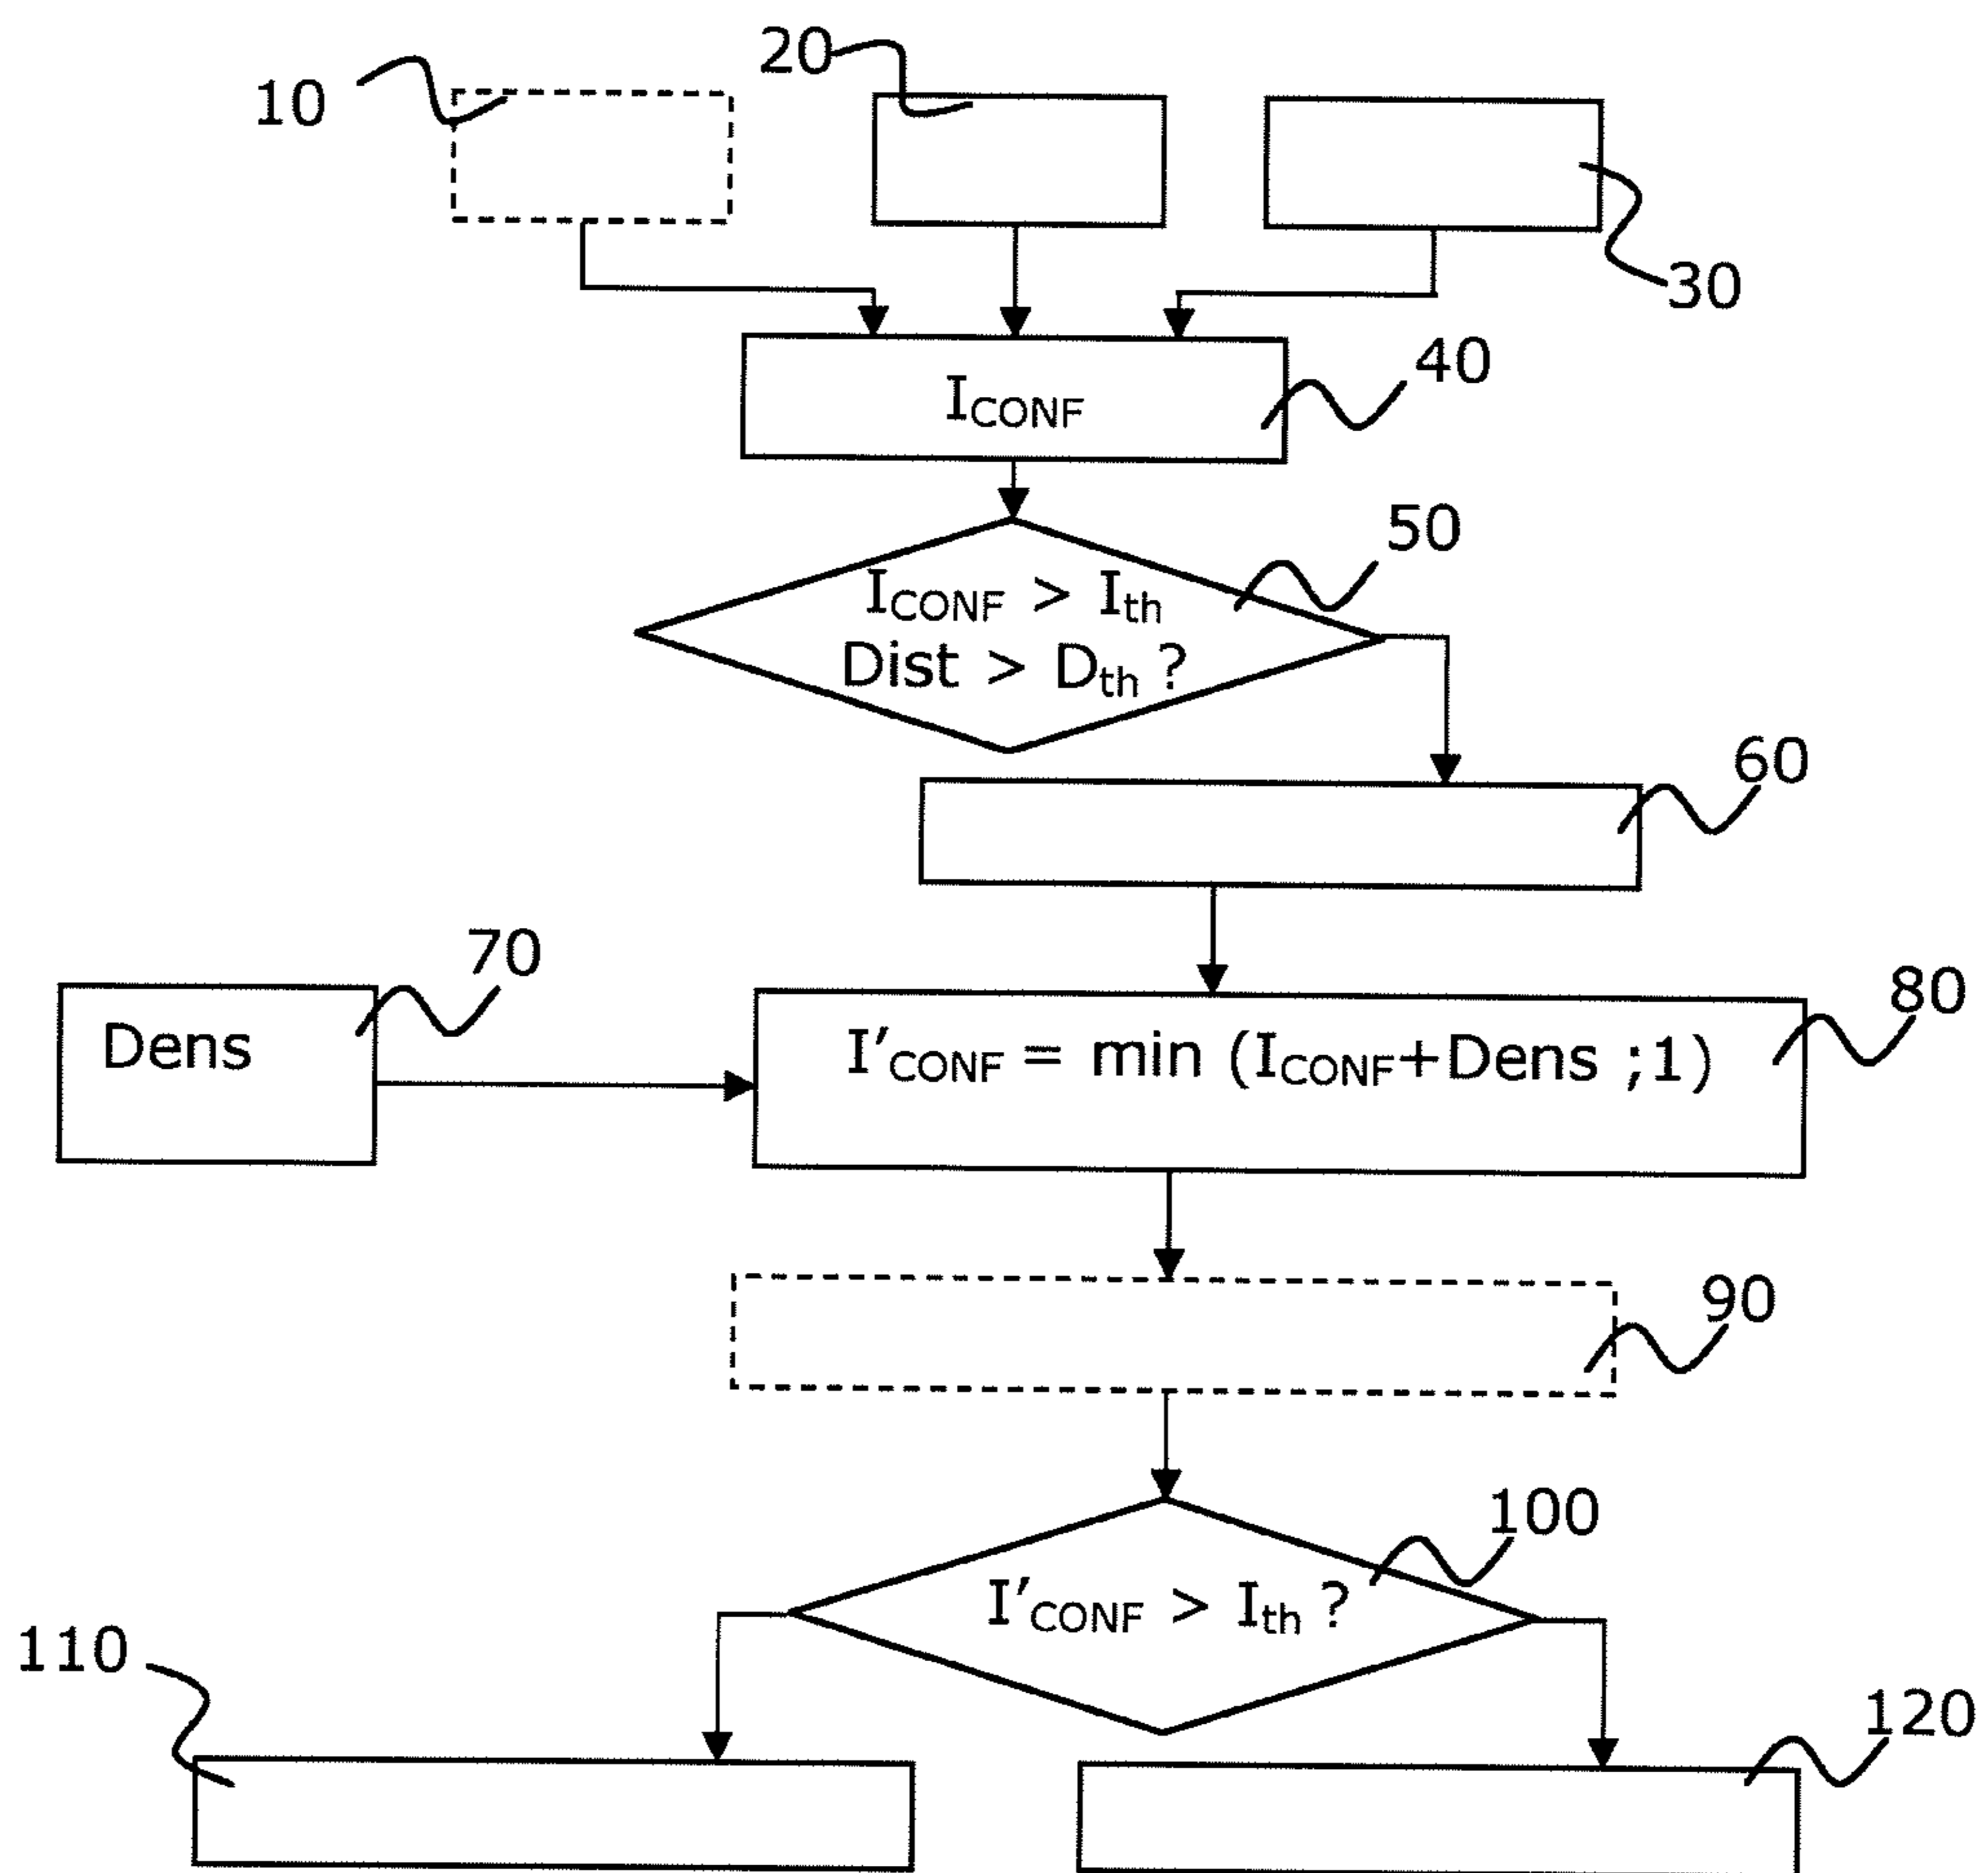 20
10
30
40
I_CONF
50
I_CONF > I_th
Dist > D_th ?
60
70
Dens
80
I'_CONF = min (I_CONF+Dens ;1)
90
100
I'_CONF > I_th ?
110
120